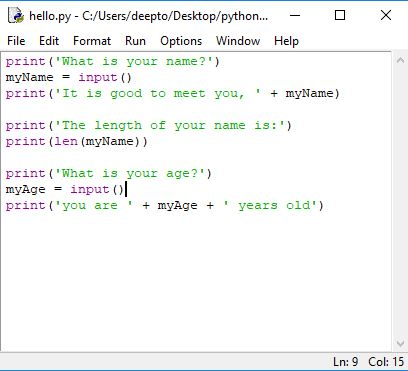 hello.py - C:/Users/deepto/Desktop/python...
File Edit Format Run Options Window Help
print('What is your name?')
myName = input()
print('It is good to meet you, ' + myName)
print('The length of your name is:')
print(len(myName))
print('What is your age?')
myAge = input()
print('you are ' + myAge + ' years old')
Ln: 9 Col: 15